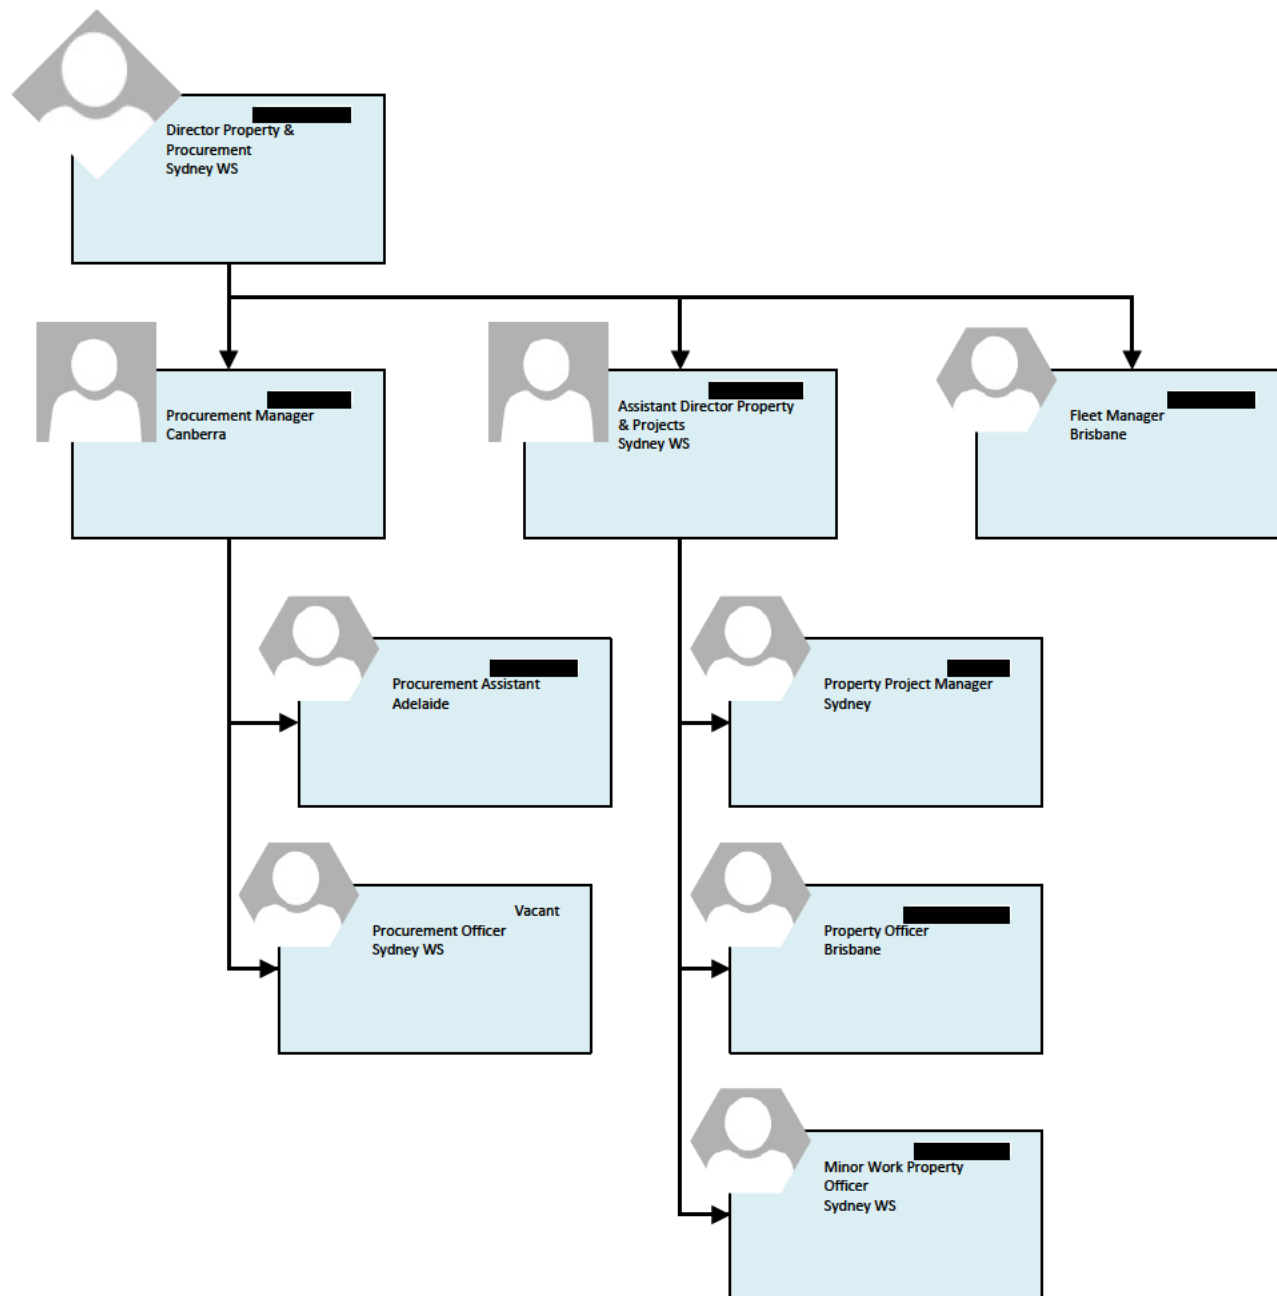 Director Property &
Procurement
Sydney WS
Procurement Manager
Canberra
Assistant Director Property
& Projects
Sydney WS
Fleet Manager
Brisbane
Procurement Assistant
Adelaide
Property Project Manager
Sydney
Vacant
Procurement Officer
Sydney WS
Property Officer
Brisbane
Minor Work Property
Officer
Sydney WS